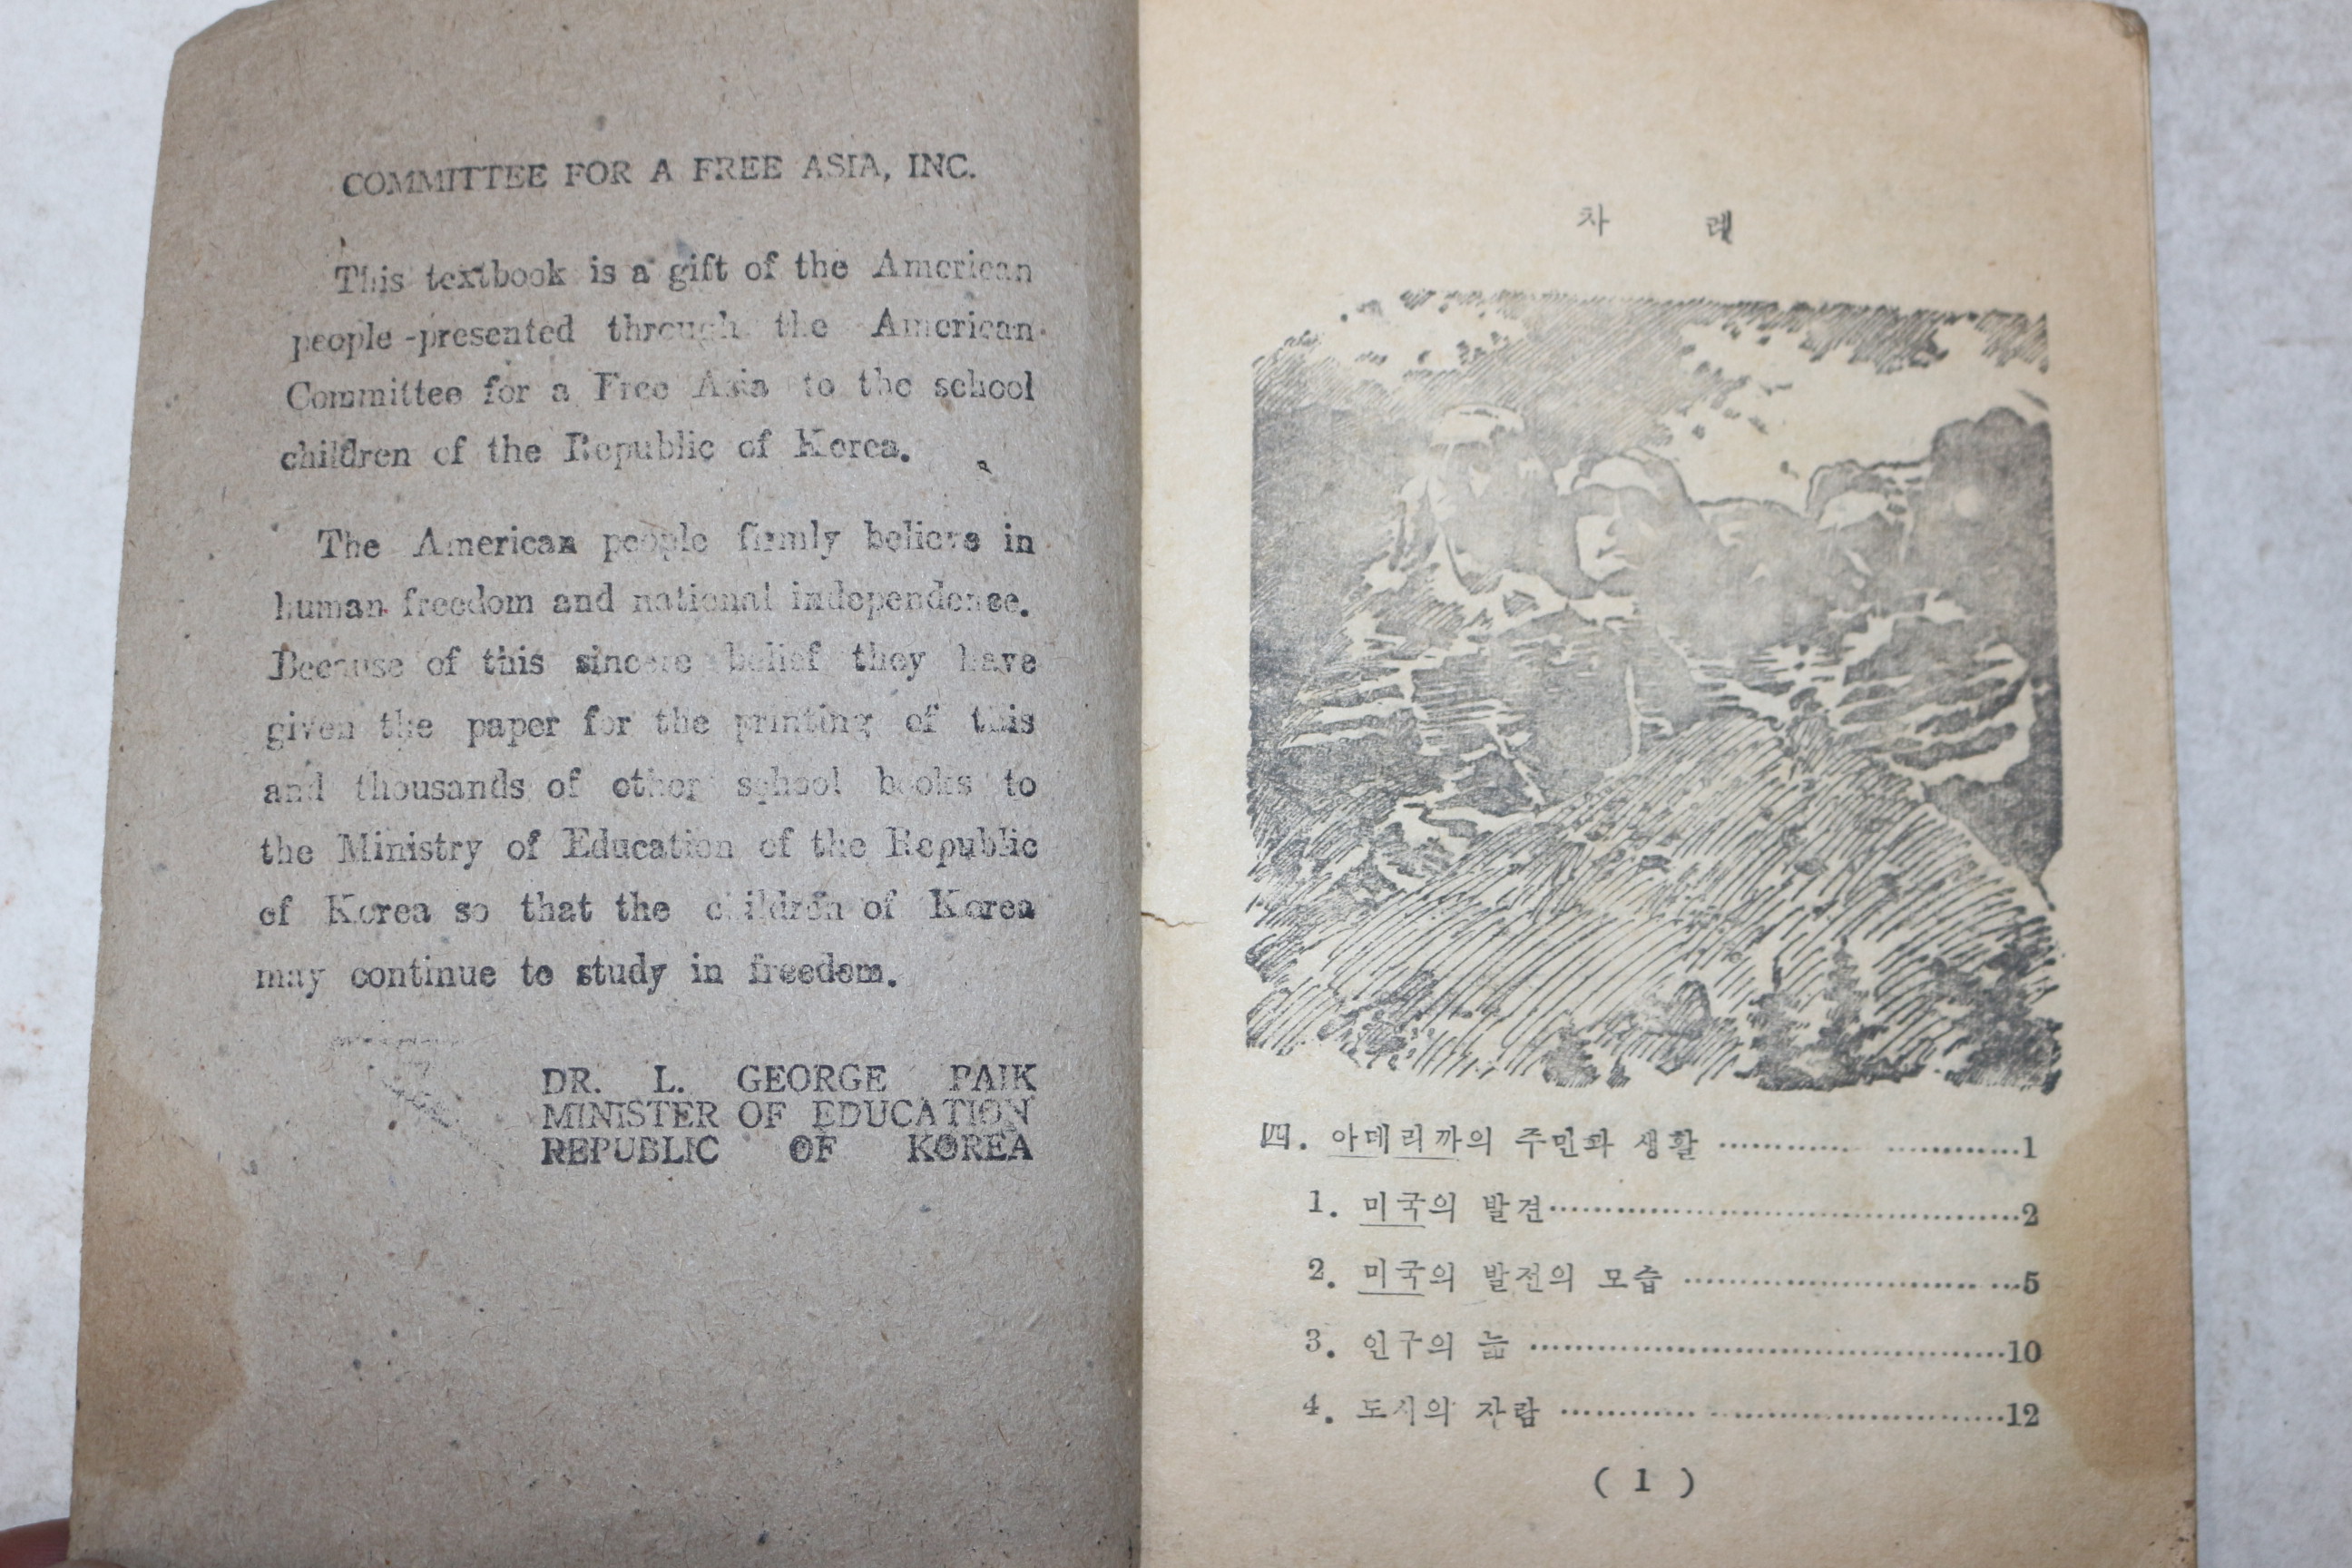 COMMITTEE FOR A FREE ASIA, INC.
This textbook is a gift of the American
people -presented through the American
Committee for a Free Asia to the school
children of the Republic of Korea.
The American people firmly believe in
human freedom and national independence.
Because of this sincere belief they have
given the paper for the printing of this
and thousands of other school books to
the Ministry of Education of the Republic
of Korea so that the children of Korea
may continue to study in freedom.
DR. L. GEORGE PAIK
MINISTER OF EDUCATION
REPUBLIC OF KOREA
차 례
四. 아메리까의 주민과 생활 ………………………1
1. 미국의 발견………………………………………2
2. 미국의 발전의 모습 ………………………………5
3. 인구의 늚 ………………………………………10
4. 도시의 자람 ……………………………………12
( 1 )